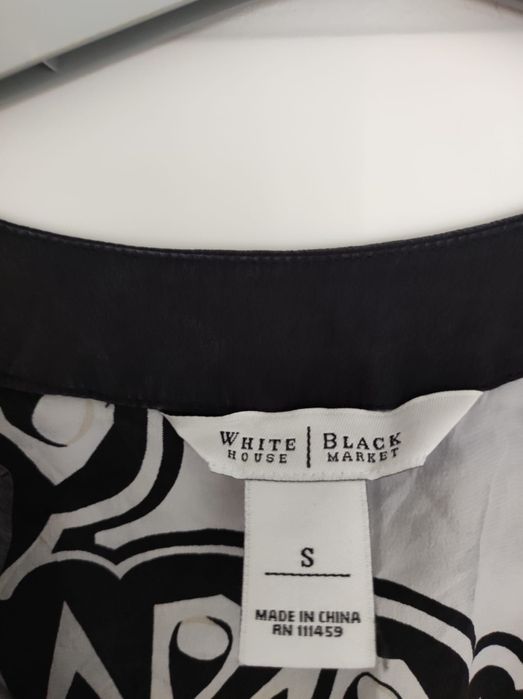 WHITE | BLACK
HOUSE | MARKET
S
MADE IN CHINA
RN 111459